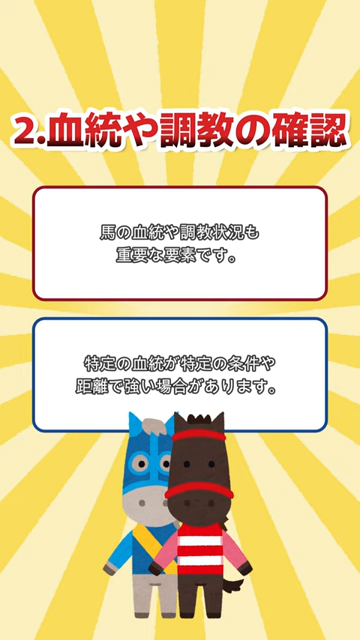 2.血統や調教の確認
馬の血統や調教状況も
重要な要素です。
特定の血統が特定の条件や
距離で強い場合があります。